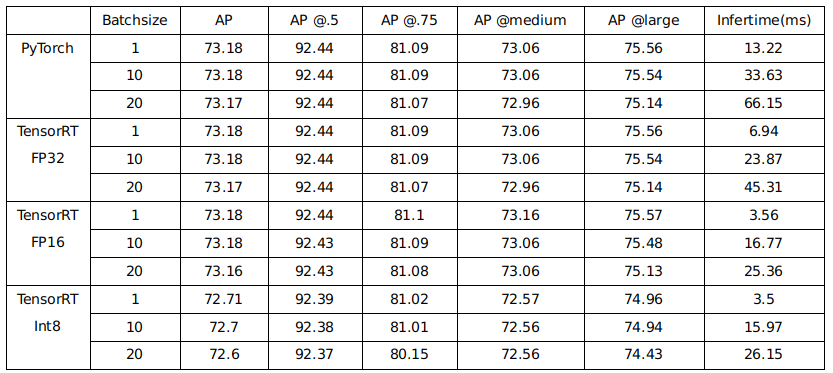 Batchsize AP AP @.5 AP @.75 AP @medium AP @large Infertime(ms)
PyTorch 1 73.18 92.44 81.09 73.06 75.56 13.22
10 73.18 92.44 81.09 73.06 75.54 33.63
20 73.17 92.44 81.07 72.96 75.14 66.15
TensorRT 1 73.18 92.44 81.09 73.06 75.56 6.94
FP32 10 73.18 92.44 81.09 73.06 75.54 23.87
20 73.17 92.44 81.07 72.96 75.14 45.31
TensorRT 1 73.18 92.44 81.1 73.16 75.57 3.56
FP16 10 73.18 92.43 81.09 73.06 75.48 16.77
20 73.16 92.43 81.08 73.06 75.13 25.36
TensorRT 1 72.71 92.39 81.02 72.57 74.96 3.5
Int8 10 72.7 92.38 81.01 72.56 74.94 15.97
20 72.6 92.37 80.15 72.56 74.43 26.15